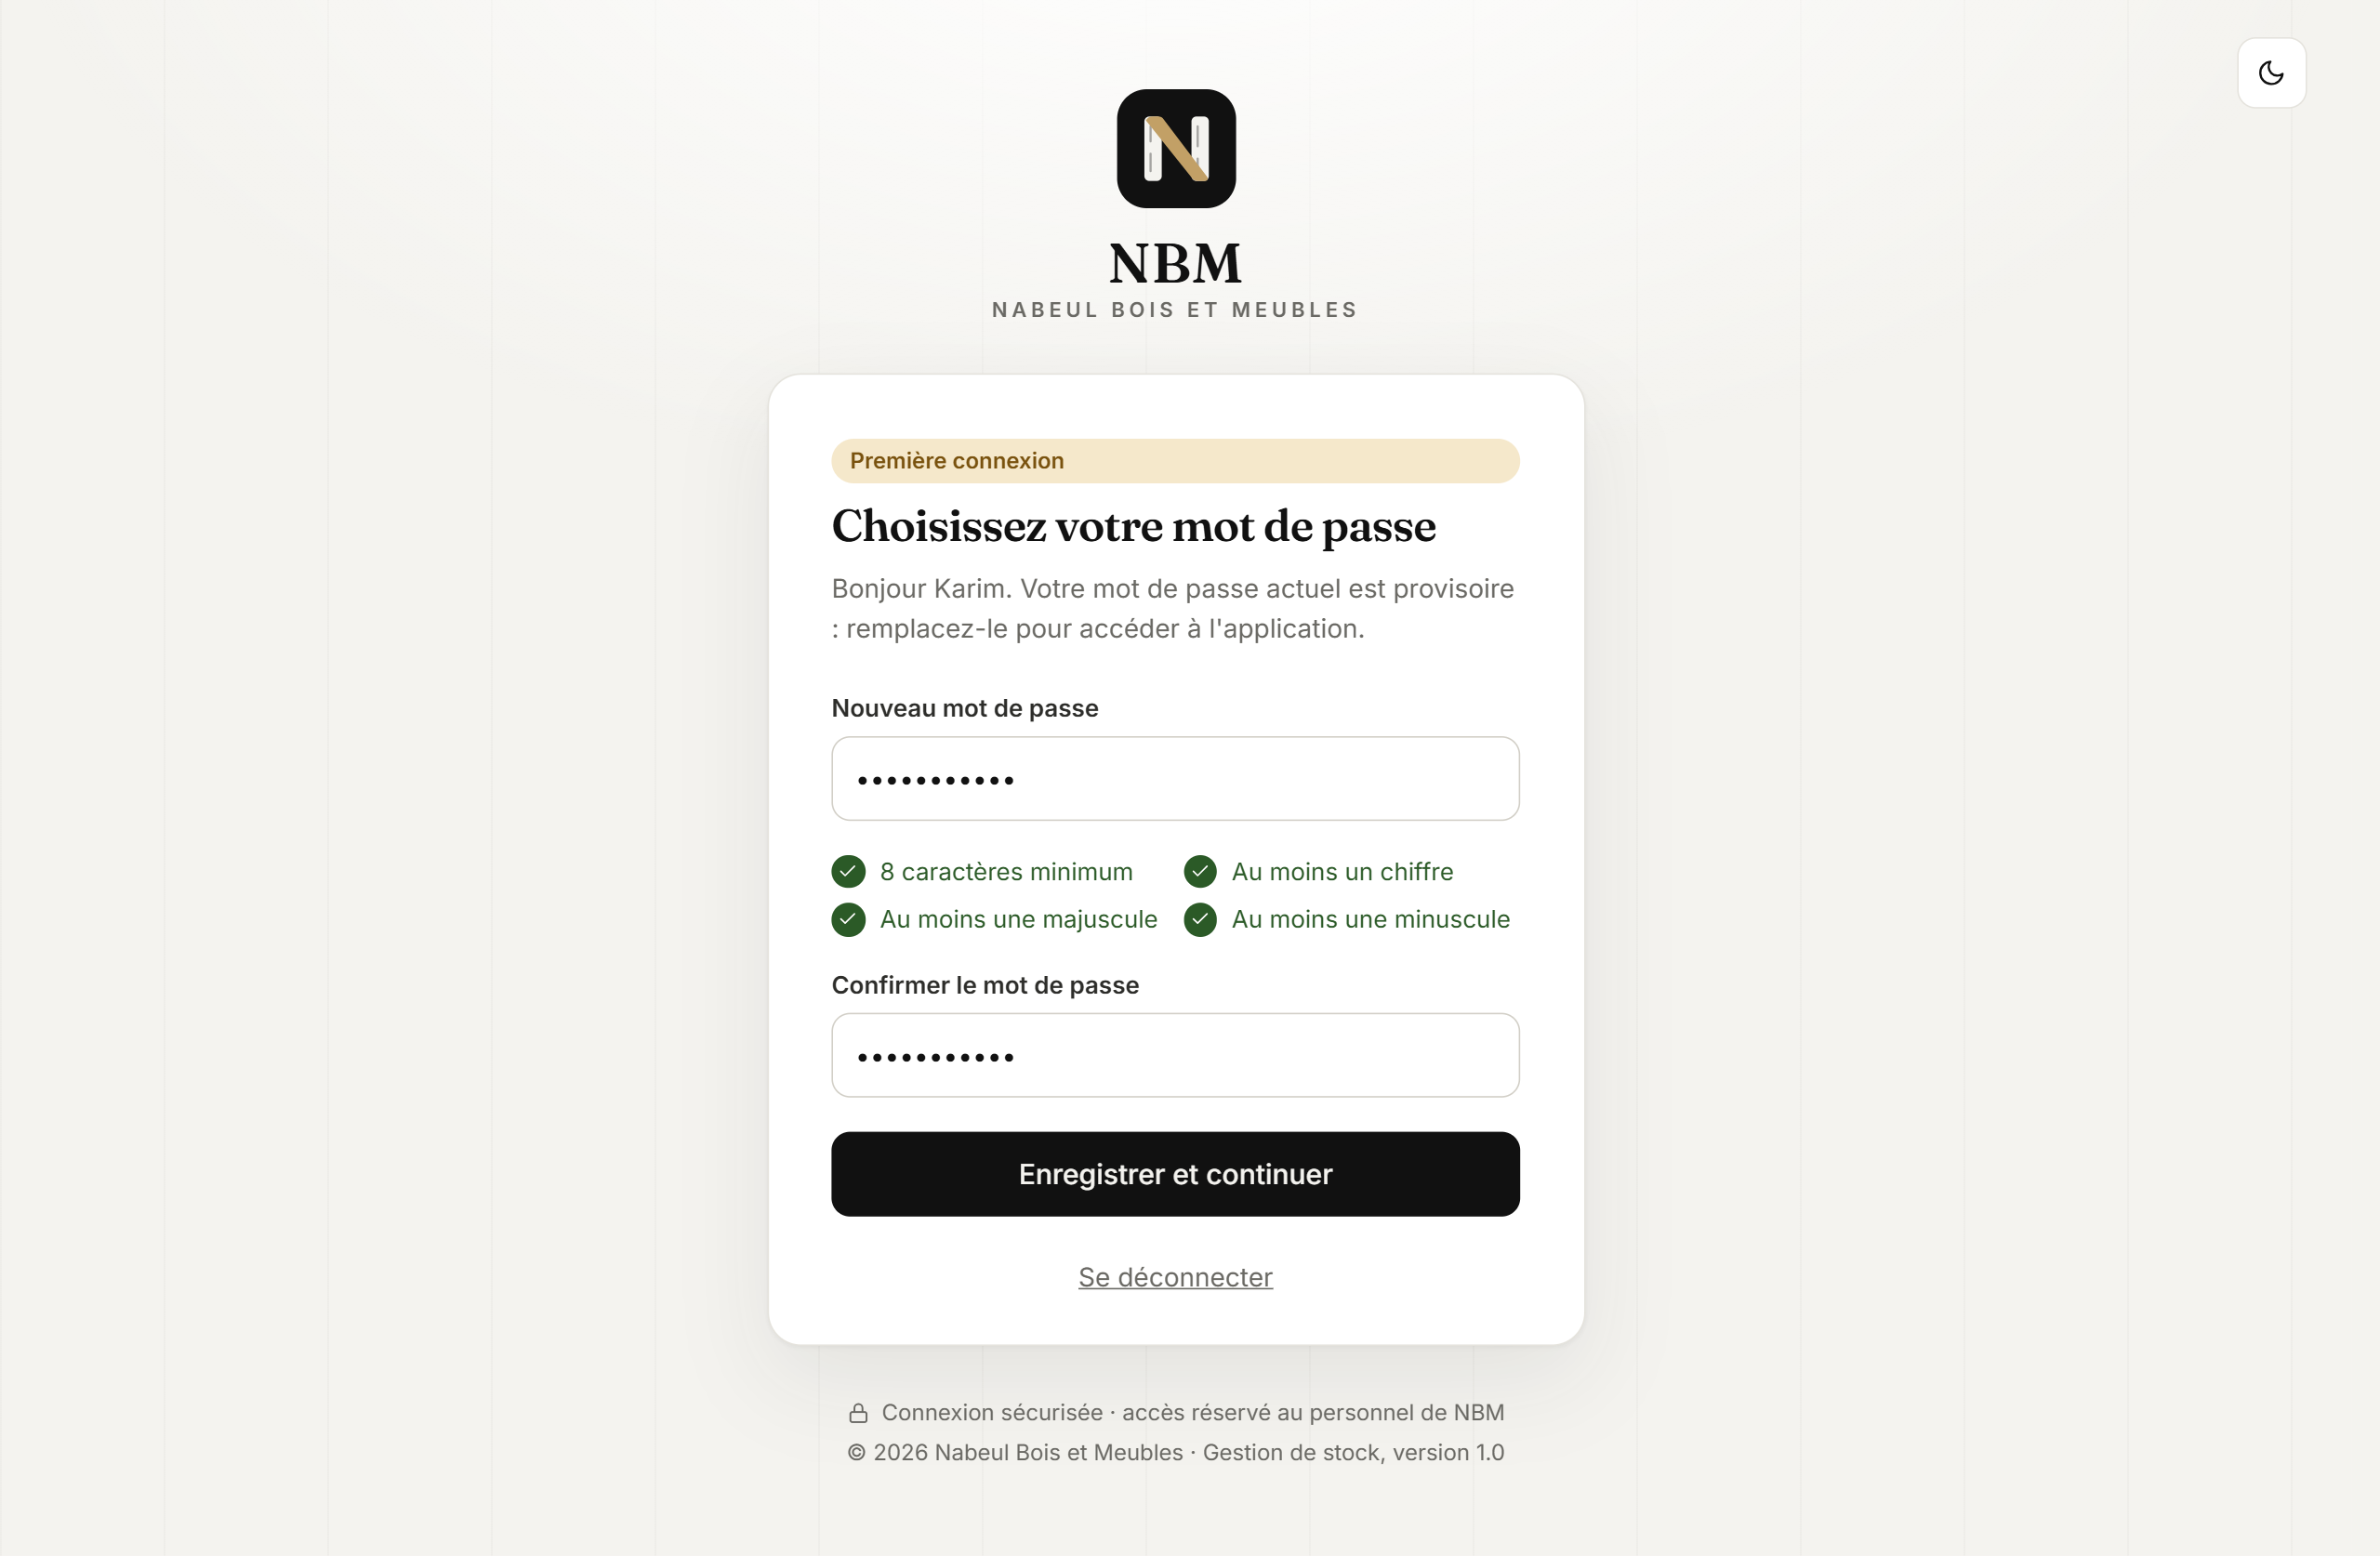 N
NBM
NABEUL BOIS ET MEUBLES
Première connexion
Choisissez votre mot de passe
Bonjour Karim. Votre mot de passe actuel est provisoire
: remplacez-le pour accéder à l'application.
Nouveau mot de passe
•••••••••••
8 caractères minimum
Au moins un chiffre
Au moins une majuscule
Au moins une minuscule
Confirmer le mot de passe
•••••••••••
Enregistrer et continuer
Se déconnecter
Connexion sécurisée · accès réservé au personnel de NBM
© 2026 Nabeul Bois et Meubles · Gestion de stock, version 1.0